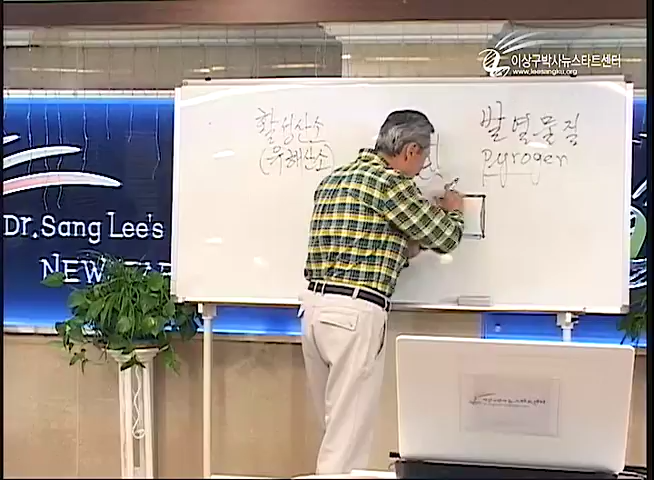 이상구박사뉴스타트센터
www.leesangku.org
활성산소
(유해산소)
발열물질
Pyrogen
Dr.Sang Lee's
NEW